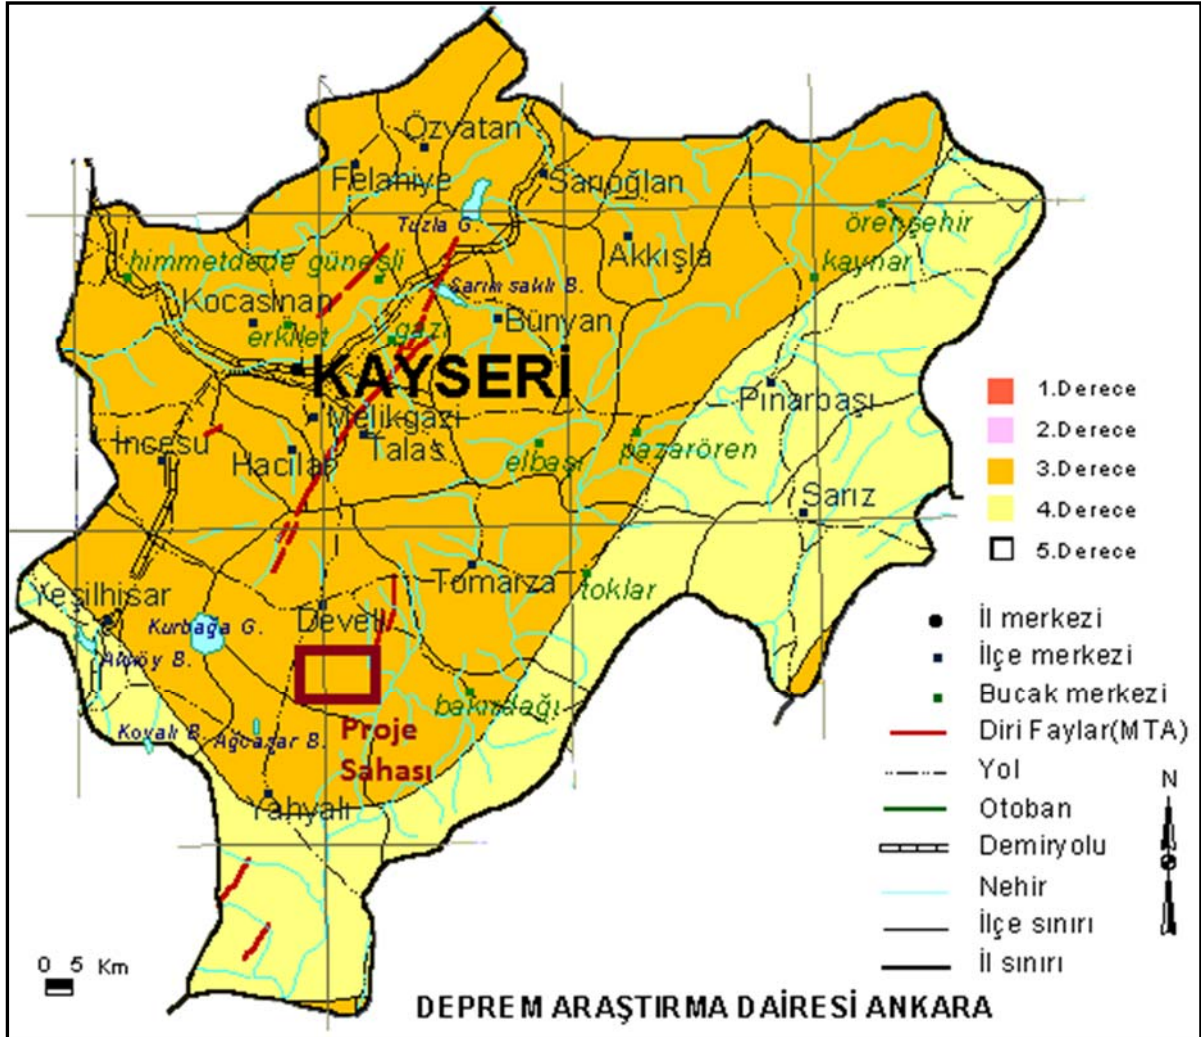 Özvatan
Felahiye
Sarıoğlan
Tuzla G.
örenşehir
himmetdede
güneşli
Akkışla
kaynar
Kocasinan
Sarım saklı B.
erkilet
gazi
Bünyan
KAYSERİ
Pınarbaşı
Melikgazi
İncesu
Hacılar
Talas
elbaşı
pazarören
Sarız
Tomarza
toklar
Yeşilhisar
Kurbağa G.
Develi
Akköy B.
bakırdağı
Kovalı B.
Ağcaşar B.
Proje
Sahası
Yahyalı
1.Derece
2.Derece
3.Derece
4.Derece
5.Derece
İl merkezi
İlçe merkezi
Bucak merkezi
Diri Faylar(MTA)
Yol
Otoban
Demiryolu
Nehir
İlçe sınırı
İl sınırı
N
0 5 Km
DEPREM ARAŞTIRMA DAİRESİ ANKARA